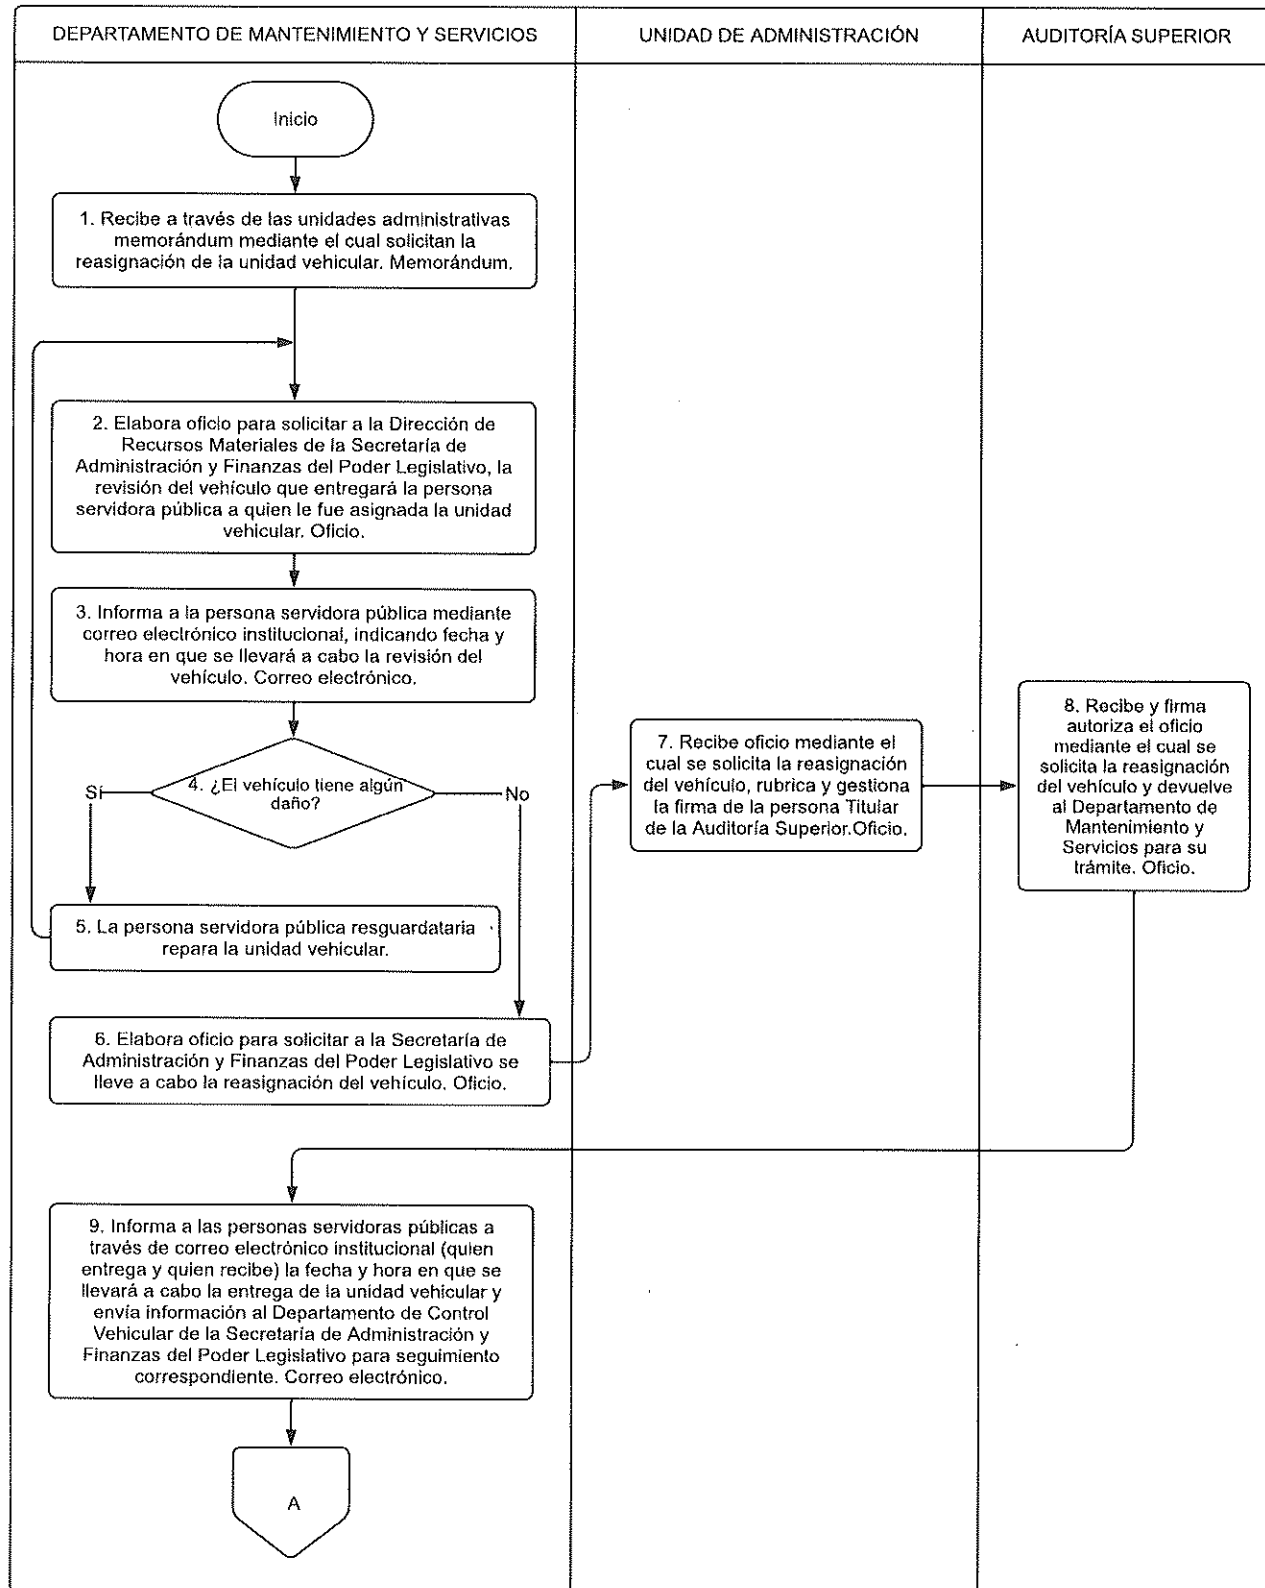 DEPARTAMENTO DE MANTENIMIENTO Y SERVICIOS
UNIDAD DE ADMINISTRACIÓN
AUDITORÍA SUPERIOR
Inicio
1. Recibe a través de las unidades administrativas
memorándum mediante el cual solicitan la
reasignación de la unidad vehicular. Memorándum.
2. Elabora oficio para solicitar a la Dirección de
Recursos Materiales de la Secretaría de
Administración y Finanzas del Poder Legislativo, la
revisión del vehículo que entregará la persona
servidora pública a quien le fue asignada la unidad
vehicular. Oficio.
3. Informa a la persona servidora pública mediante
correo electrónico institucional, indicando fecha y
hora en que se llevará a cabo la revisión del
vehículo. Correo electrónico.
4. ¿El vehículo tiene algún
daño?
Sí
No
5. La persona servidora pública resguardataria
repara la unidad vehicular.
6. Elabora oficio para solicitar a la Secretaría de
Administración y Finanzas del Poder Legislativo se
lleve a cabo la reasignación del vehículo. Oficio.
7. Recibe oficio mediante el
cual se solicita la reasignación
del vehículo, rubrica y gestiona
la firma de la persona Titular
de la Auditoría Superior.Oficio.
8. Recibe y firma
autoriza el oficio
mediante el cual se
solicita la reasignación
del vehículo y devuelve
al Departamento de
Mantenimiento y
Servicios para su
trámite. Oficio.
9. Informa a las personas servidoras públicas a
través de correo electrónico institucional (quien
entrega y quien recibe) la fecha y hora en que se
llevará a cabo la entrega de la unidad vehicular y
envía información al Departamento de Control
Vehicular de la Secretaría de Administración y
Finanzas del Poder Legislativo para seguimiento
correspondiente. Correo electrónico.
A